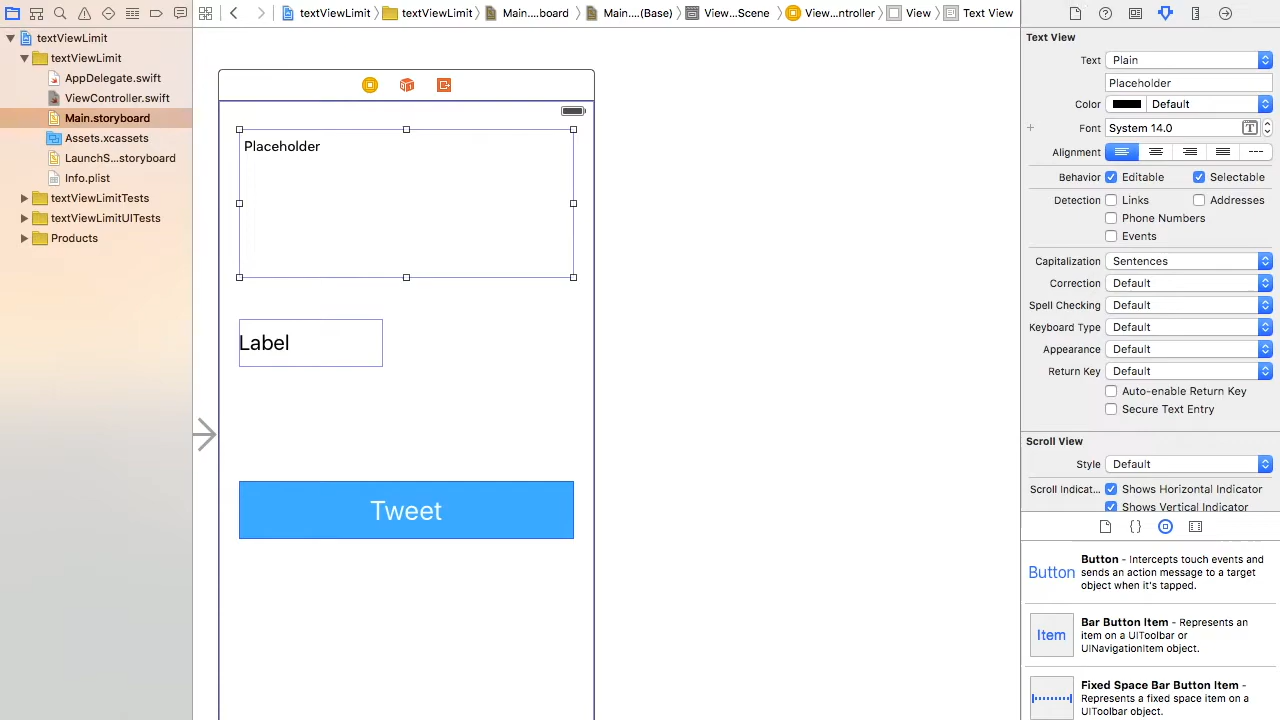 textViewLimit
textViewLimit
Main....board
Main....(Base)
View...Scene
View...ntroller
View
Text View
textViewLimit
textViewLimit
AppDelegate.swift
ViewController.swift
Main.storyboard
Assets.xcassets
LaunchS...storyboard
Info.plist
textViewLimitTests
textViewLimitUITests
Products
Placeholder
Label
Tweet
Text View
Text Plain
Placeholder
Color Default
Font System 14.0
Alignment
Behavior Editable Selectable
Detection Links Addresses
Phone Numbers
Events
Capitalization Sentences
Correction Default
Spell Checking Default
Keyboard Type Default
Appearance Default
Return Key Default
Auto-enable Return Key
Secure Text Entry
Scroll View
Style Default
Scroll Indicat... Shows Horizontal Indicator
Shows Vertical Indicator
Button
Button - Intercepts touch events and
sends an action message to a target
object when it's tapped.
Item
Bar Button Item - Represents an
item on a UIToolbar or
UINavigationItem object.
Fixed Space Bar Button Item -
Represents a fixed space item on a
UIToolbar object.